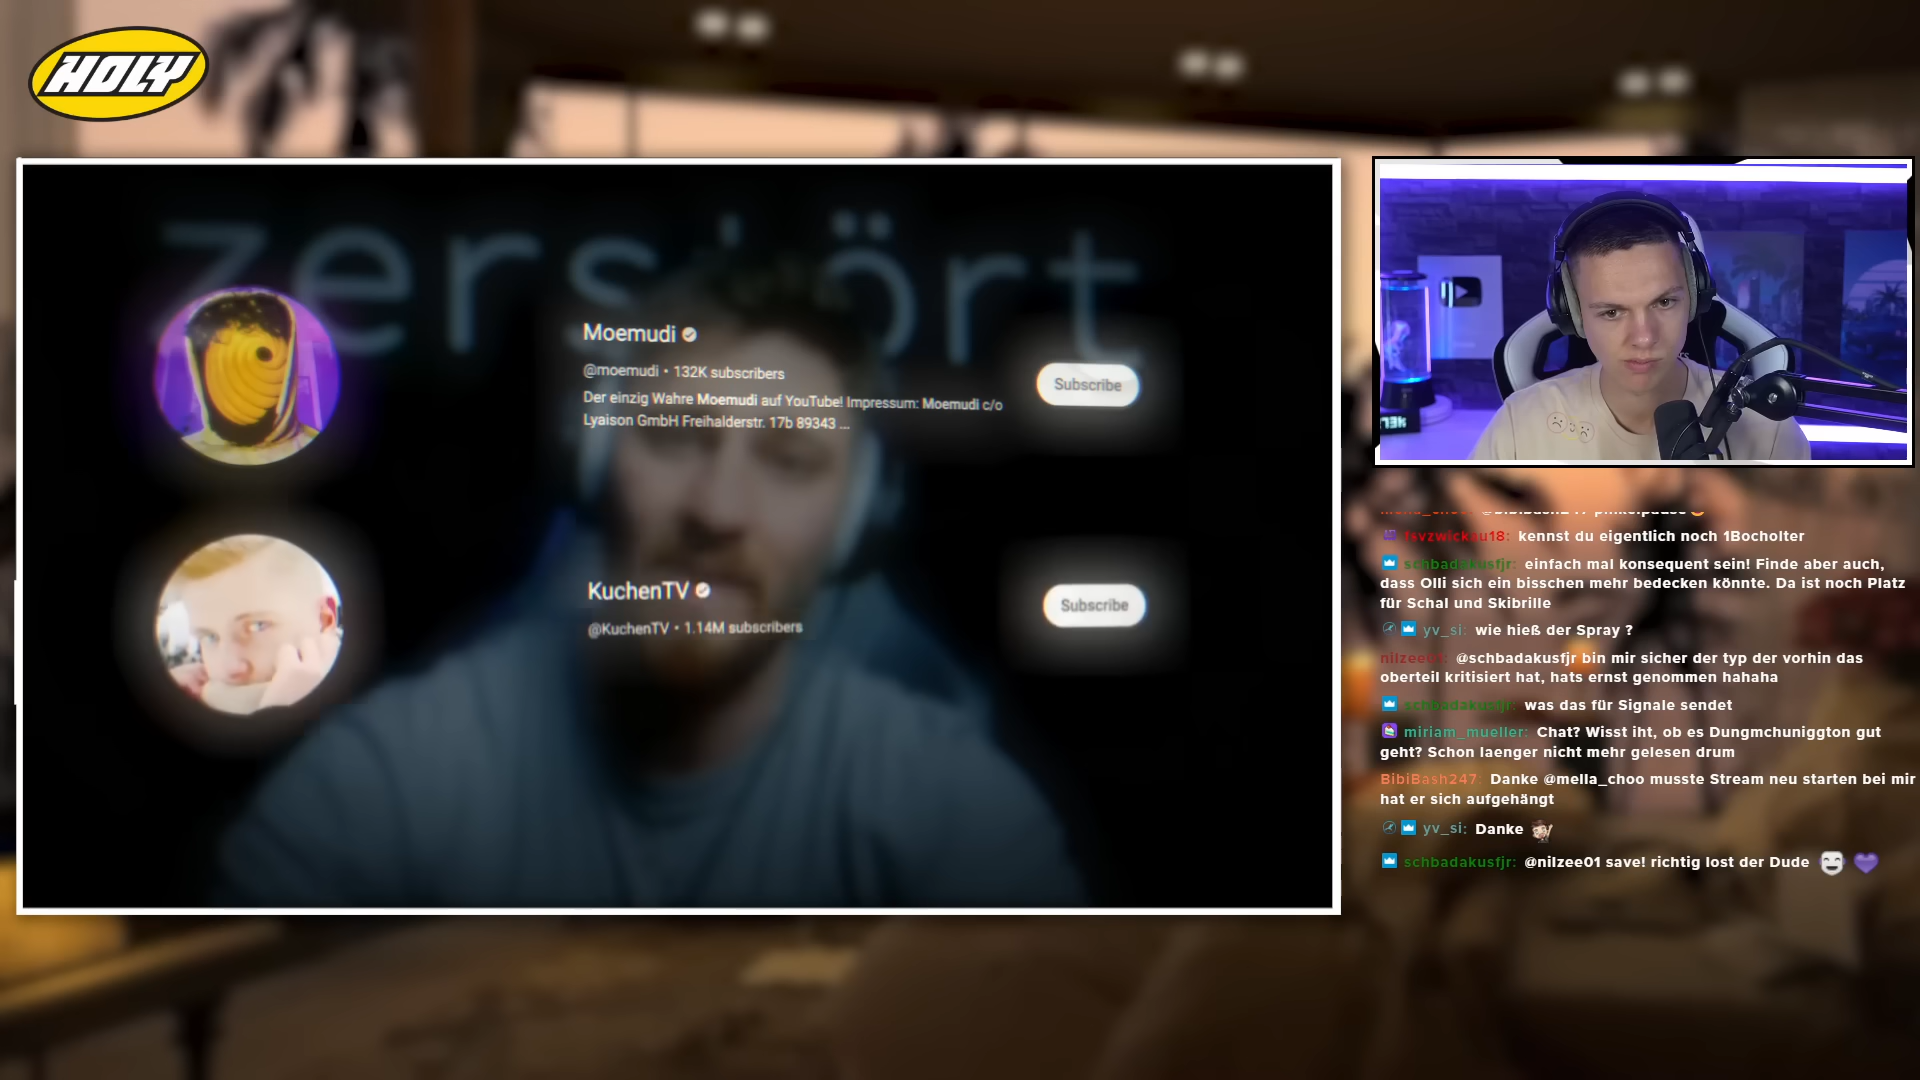 HOLY
zers ört
Moemudi
@moemudi • 132K subscribers
Der einzig Wahre Moemudi auf YouTube! Impressum: Moemudi c/o
Lyaison GmbH Freihalderstr. 17b 89343 ...
Subscribe
KuchenTV
@KuchenTV • 1.14M subscribers
Subscribe
fsvzwickau18: kennst du eigentlich noch 1Bocholter
schbadakusfjr: einfach mal konsequent sein! Finde aber auch,
dass Olli sich ein bisschen mehr bedecken könnte. Da ist noch Platz
für Schal und Skibrille
yv_si: wie hieß der Spray ?
nilzee01: @schbadakusfjr bin mir sicher der typ der vorhin das
oberteil kritisiert hat, hats ernst genommen hahaha
schbadakusfjr: was das für Signale sendet
miriam_mueller: Chat? Wisst iht, ob es Dungmchuniggton gut
geht? Schon laenger nicht mehr gelesen drum
BibiBash247: Danke @mella_choo musste Stream neu starten bei mir
hat er sich aufgehängt
yv_si: Danke
schbadakusfjr: @nilzee01 save! richtig lost der Dude